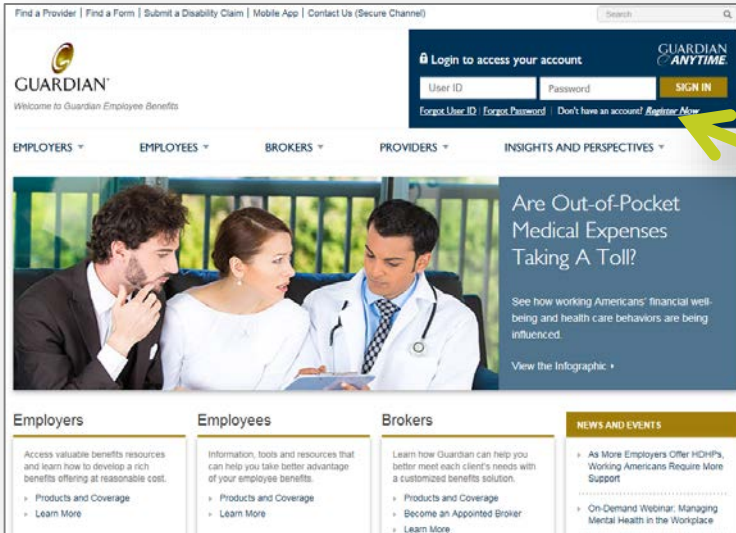 Find a Provider | Find a Form | Submit a Disability Claim | Mobile App | Contact Us (Secure Channel)
Search
GUARDIAN
Welcome to Guardian Employee Benefits
Login to access your account
GUARDIAN
ANYTIME.
User ID
Password
SIGN IN
Forgot User ID | Forgot Password | Don't have an account? Register Now
EMPLOYERS
EMPLOYEES
BROKERS
PROVIDERS
INSIGHTS AND PERSPECTIVES
Are Out-of-Pocket
Medical Expenses
Taking A Toll?
See how working Americans' financial well-
being and health care behaviors are being
influenced.
View the Infographic
Employers
Access valuable benefits resources
and learn how to develop a rich
benefits offering at reasonable cost.
Products and Coverage
Learn More
Employees
Information, tools and resources that
can help you take better advantage
of your employee benefits.
Products and Coverage
Learn More
Brokers
Learn how Guardian can help you
better meet each client's needs with
a customized benefits solution.
Products and Coverage
Become an Appointed Broker
Learn More
NEWS AND EVENTS
As More Employers Offer HDHPs,
Working Americans Require More
Support
On-Demand Webinar: Managing
Mental Health in the Workplace